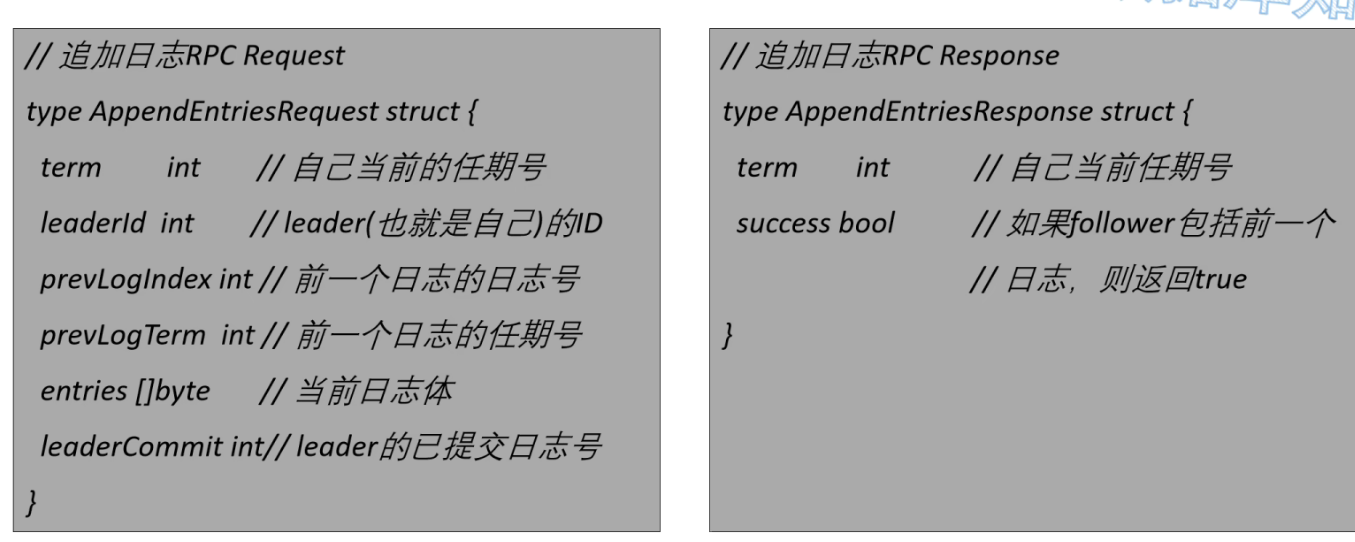 // 追加日志RPC Request
type AppendEntriesRequest struct {
term int // 自己当前的任期号
leaderId int // leader(也就是自己)的ID
prevLogIndex int // 前一个日志的日志号
prevLogTerm int // 前一个日志的任期号
entries []byte // 当前日志体
leaderCommit int// leader的已提交日志号
}
// 追加日志RPC Response
type AppendEntriesResponse struct {
term int // 自己当前任期号
success bool // 如果follower包括前一个
// 日志，则返回true
}